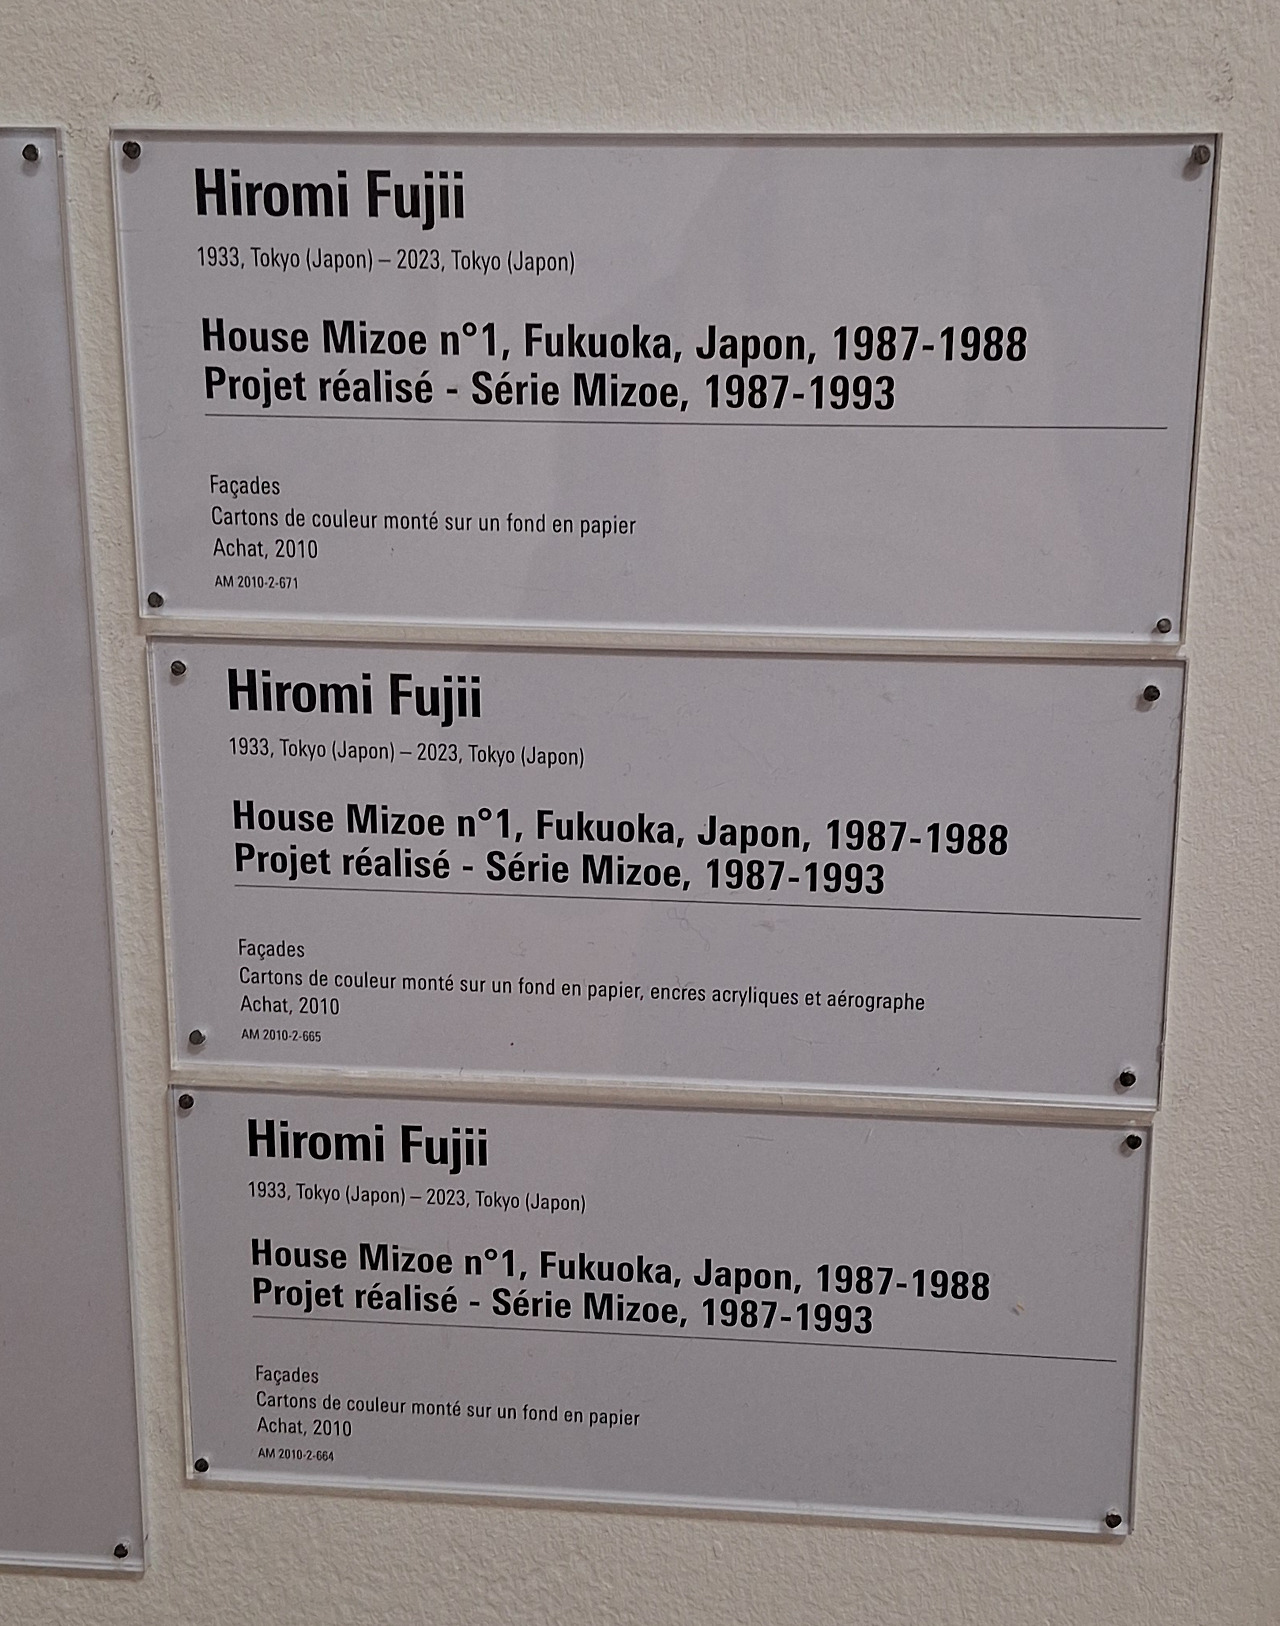 Hiromi Fujii
1933, Tokyo (Japon) – 2023, Tokyo (Japon)
House Mizoe n°1, Fukuoka, Japon, 1987-1988
Projet réalisé - Série Mizoe, 1987-1993
Façades
Cartons de couleur monté sur un fond en papier
Achat, 2010
AM 2010-2-671
Hiromi Fujii
1933, Tokyo (Japon) – 2023, Tokyo (Japon)
House Mizoe n°1, Fukuoka, Japon, 1987-1988
Projet réalisé - Série Mizoe, 1987-1993
Façades
Cartons de couleur monté sur un fond en papier, encres acryliques et aérographe
Achat, 2010
AM 2010-2-665
Hiromi Fujii
1933, Tokyo (Japon) – 2023, Tokyo (Japon)
House Mizoe n°1, Fukuoka, Japon, 1987-1988
Projet réalisé - Série Mizoe, 1987-1993
Façades
Cartons de couleur monté sur un fond en papier
Achat, 2010
AM 2010-2-664